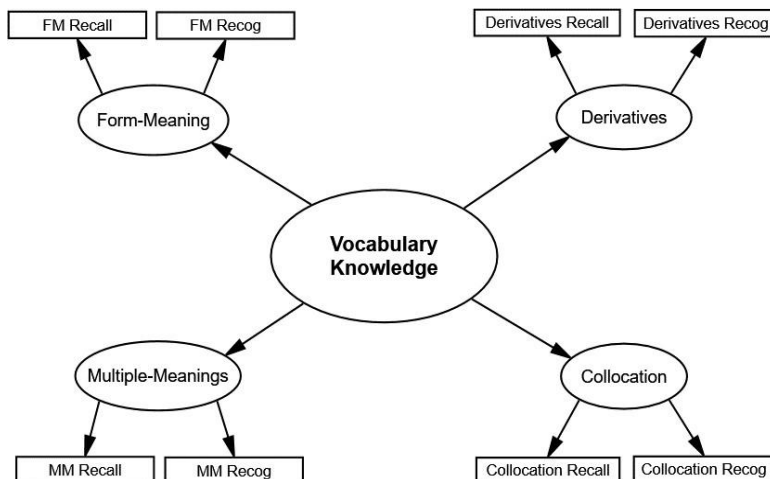 FM Recall
FM Recog
Derivatives Recall
Derivatives Recog
Form-Meaning
Derivatives
Vocabulary
Knowledge
Multiple-Meanings
Collocation
MM Recall
MM Recog
Collocation Recall
Collocation Recog